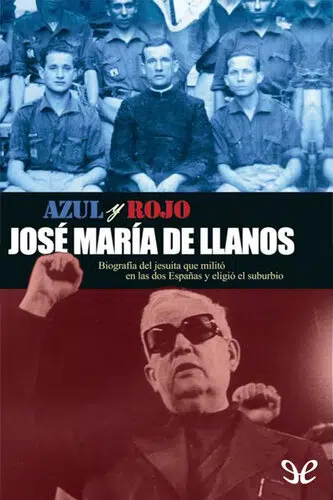 AZUL y ROJO
JOSÉ MARÍA DE LLANOS
Biografía del jesuita que militó
en las dos Españas y eligió el suburbio